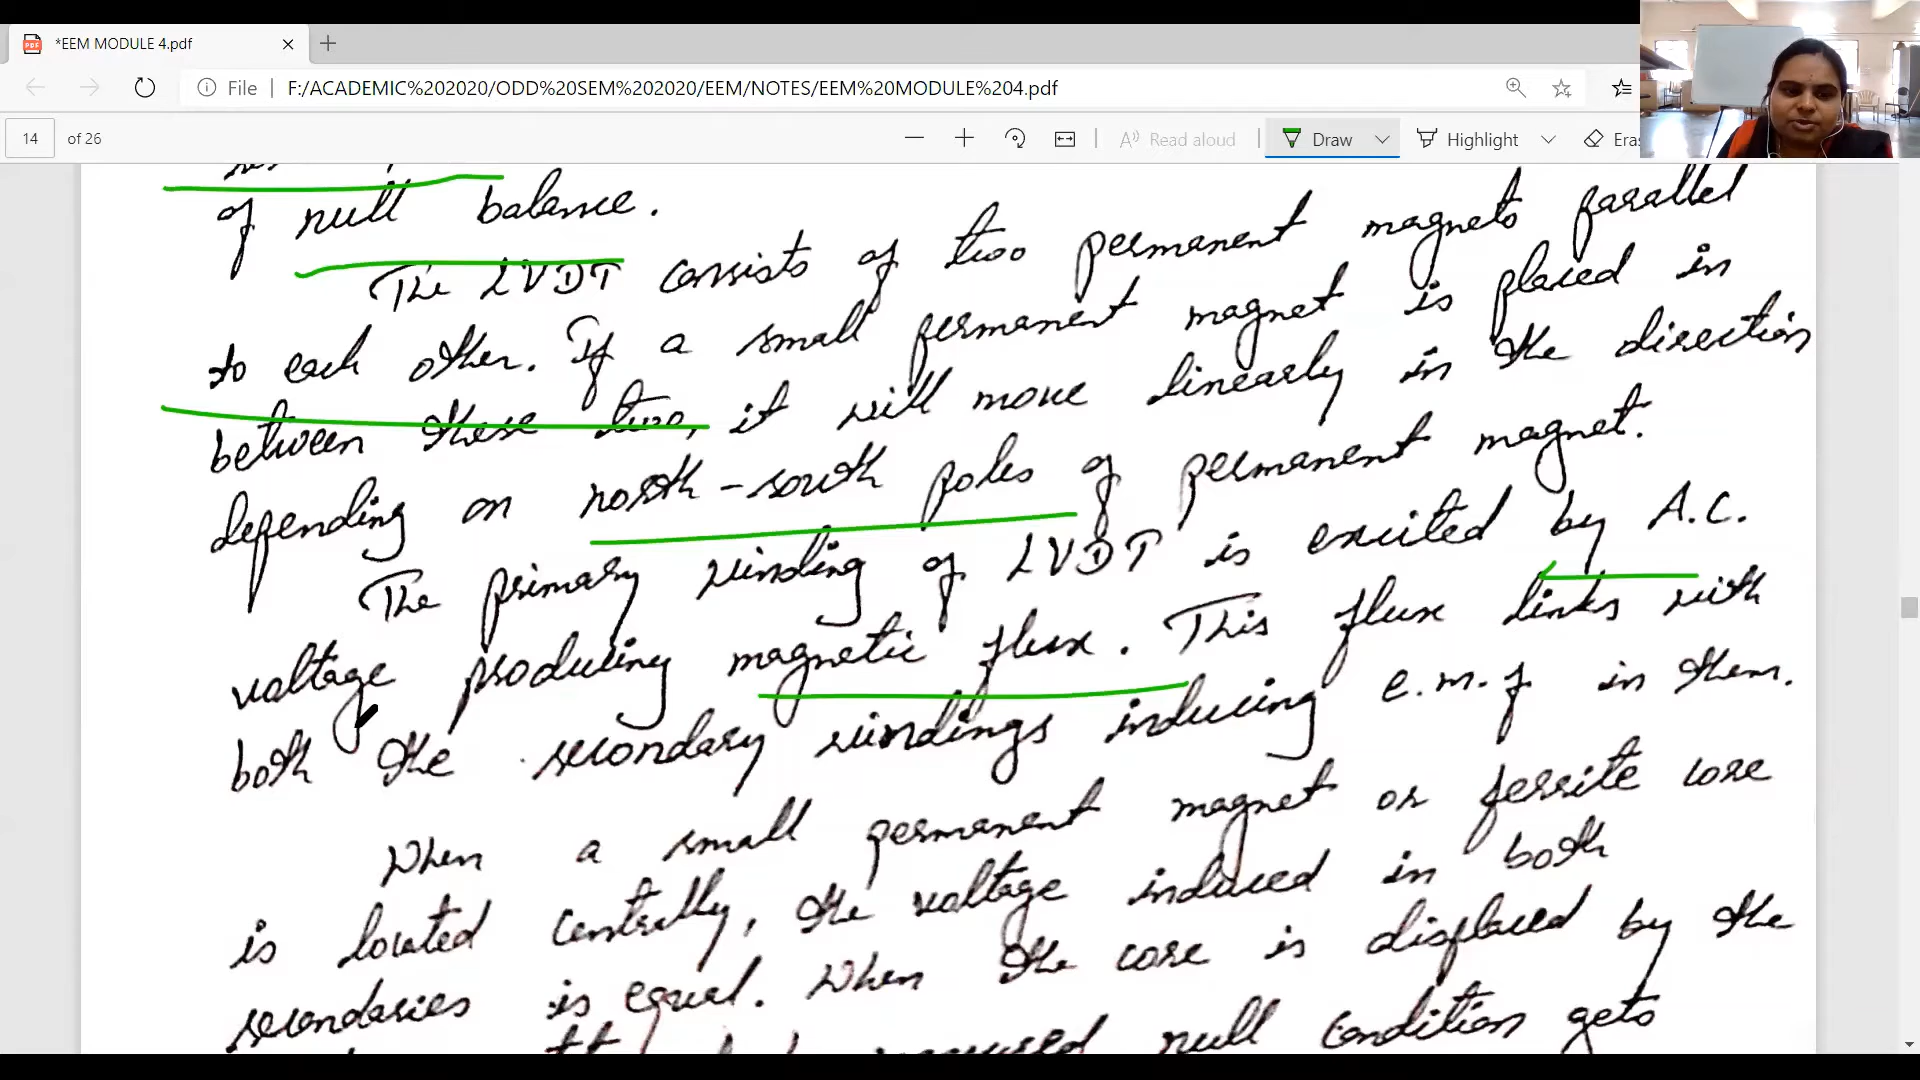 *EEM MODULE 4.pdf
File F:/ACADEMIC%202020/ODD%20SEM%202020/EEM/NOTES/EEM%20MODULE%204.pdf
14 of 26 Read aloud Draw Highlight Eras
of null balance.
The LVDT consists of two permanent magnets parallel
to each other. If a small permanent magnet is placed in
between these two, it will move linearly in the direction
depending on north-south poles of permanent magnet.
The primary winding of LVDT is excited by A.C.
voltage producing magnetic flux. This flux links with
both the secondary windings inducing e.m.f in them.
When a small permanent magnet or ferrite core
is located centrally, the voltage induced in both
secondaries is equal. When the core is displaced by the
null condition gets